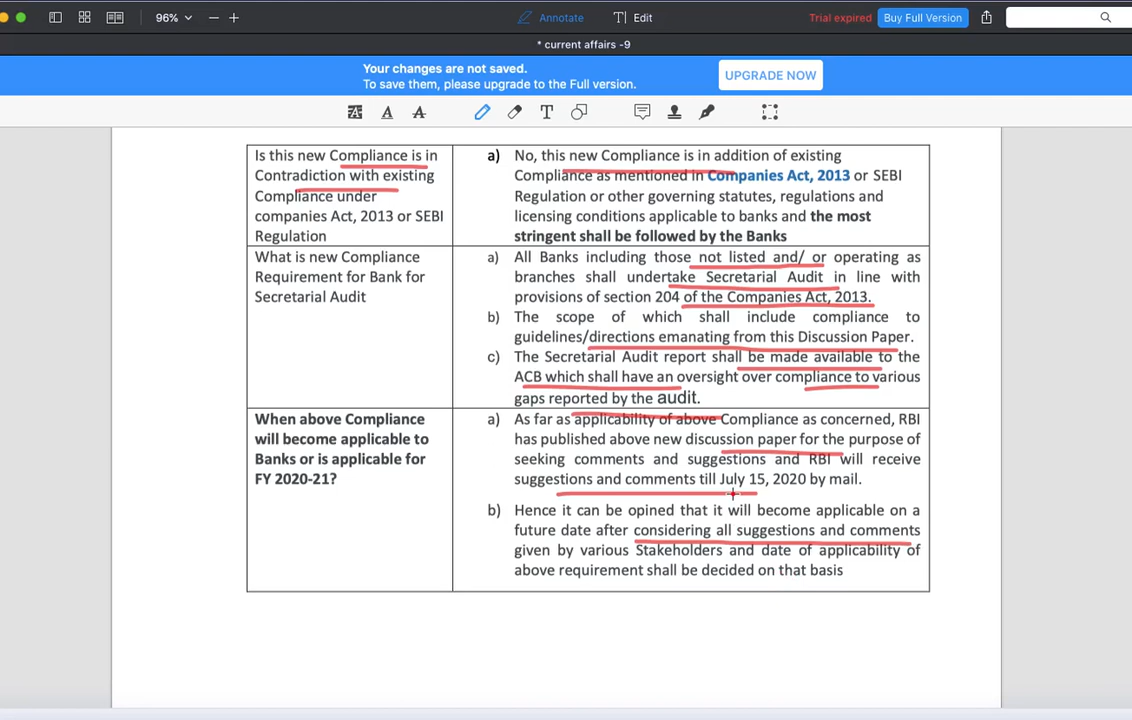 96%
Annotate
Edit
Trial expired
Buy Full Version
* current affairs -9
Your changes are not saved.
To save them, please upgrade to the Full version.
UPGRADE NOW
A
A
A
T
Is this new Compliance is in
Contradiction with existing
Compliance under
companies Act, 2013 or SEBI
Regulation
a) No, this new Compliance is in addition of existing
Compliance as mentioned in Companies Act, 2013 or SEBI
Regulation or other governing statutes, regulations and
licensing conditions applicable to banks and the most
stringent shall be followed by the Banks
What is new Compliance
Requirement for Bank for
Secretarial Audit
a) All Banks including those not listed and/ or operating as
branches shall undertake Secretarial Audit in line with
provisions of section 204 of the Companies Act, 2013.
b) The scope of which shall include compliance to
guidelines/directions emanating from this Discussion Paper.
c) The Secretarial Audit report shall be made available to the
ACB which shall have an oversight over compliance to various
gaps reported by the audit.
When above Compliance
will become applicable to
Banks or is applicable for
FY 2020-21?
a) As far as applicability of above Compliance as concerned, RBI
has published above new discussion paper for the purpose of
seeking comments and suggestions and RBI will receive
suggestions and comments till July 15, 2020 by mail.
b) Hence it can be opined that it will become applicable on a
future date after considering all suggestions and comments
given by various Stakeholders and date of applicability of
above requirement shall be decided on that basis